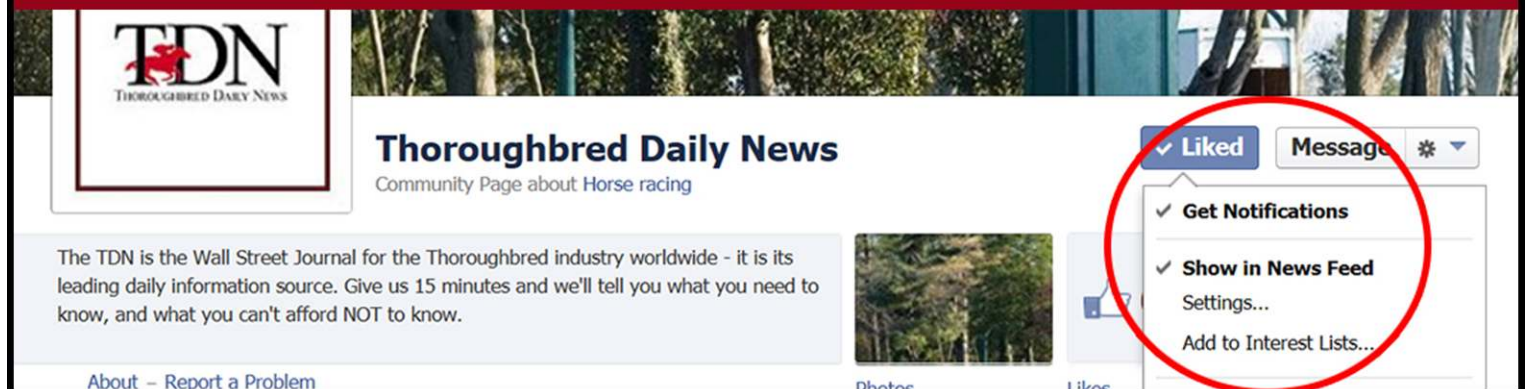 TDN
THOROUGHBRED DAILY NEWS
Thoroughbred Daily News
Community Page about Horse racing
Liked
Message
Get Notifications
Show in News Feed
Settings...
Add to Interest Lists...
The TDN is the Wall Street Journal for the Thoroughbred industry worldwide - it is its
leading daily information source. Give us 15 minutes and we'll tell you what you need to
know, and what you can't afford NOT to know.
About – Report a Problem
Photos
Likes